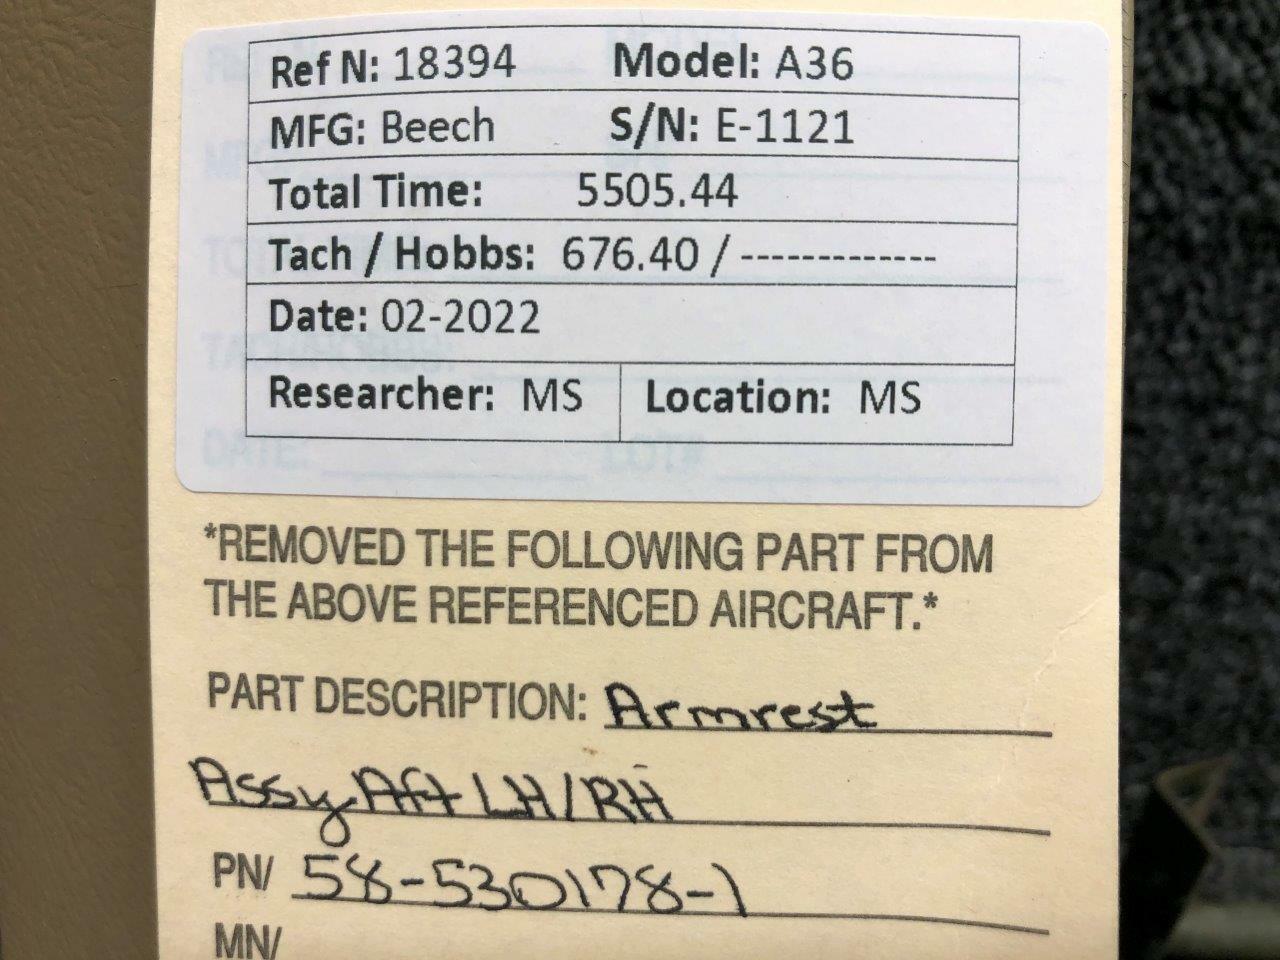 Ref N: 18394 Model: A36
MFG: Beech S/N: E-1121
Total Time: 5505.44
Tach / Hobbs: 676.40 / -------------
Date: 02-2022
Researcher: MS Location: MS
DATE: LOT#
*REMOVED THE FOLLOWING PART FROM
THE ABOVE REFERENCED AIRCRAFT.*
PART DESCRIPTION: Armrest
Assy Aft LH/RH
PN/ 58-530178-1
MN/